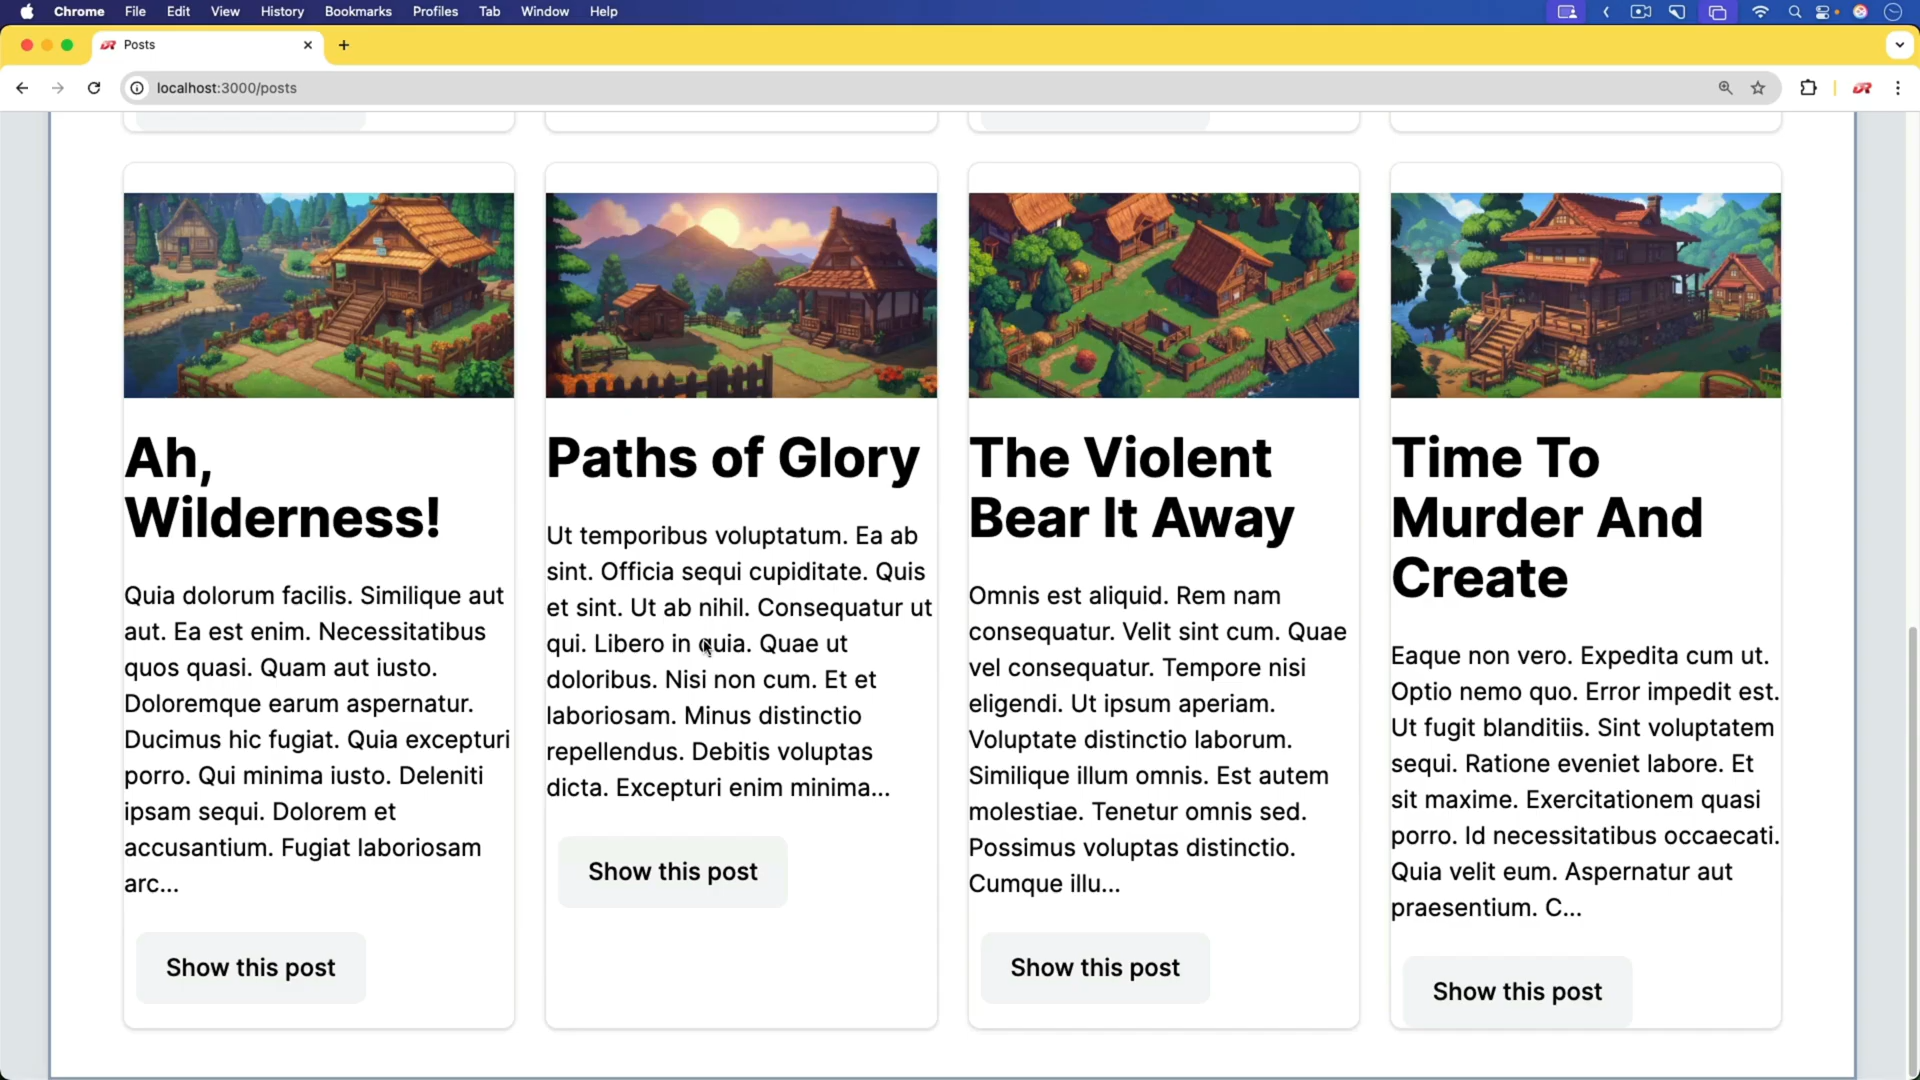 Chrome File Edit View History Bookmarks Profiles Tab Window Help
Posts
localhost:3000/posts
Ah,
Wilderness!
Quia dolorum facilis. Similique aut
aut. Ea est enim. Necessitatibus
quos quasi. Quam aut iusto.
Doloremque earum aspernatur.
Ducimus hic fugiat. Quia excepturi
porro. Qui minima iusto. Deleniti
ipsam sequi. Dolorem et
accusantium. Fugiat laboriosam
arc...
Show this post
Paths of Glory
Ut temporibus voluptatum. Ea ab
sint. Officia sequi cupiditate. Quis
et sint. Ut ab nihil. Consequatur ut
qui. Libero in quia. Quae ut
doloribus. Nisi non cum. Et et
laboriosam. Minus distinctio
repellendus. Debitis voluptas
dicta. Excepturi enim minima...
Show this post
The Violent
Bear It Away
Omnis est aliquid. Rem nam
consequatur. Velit sint cum. Quae
vel consequatur. Tempore nisi
eligendi. Ut ipsum aperiam.
Voluptate distinctio laborum.
Similique illum omnis. Est autem
molestiae. Tenetur omnis sed.
Possimus voluptas distinctio.
Cumque illu...
Show this post
Time To
Murder And
Create
Eaque non vero. Expedita cum ut.
Optio nemo quo. Error impedit est.
Ut fugit blanditiis. Sint voluptatem
sequi. Ratione eveniet labore. Et
sit maxime. Exercitationem quasi
porro. Id necessitatibus occaecati.
Quia velit eum. Aspernatur aut
praesentium. C...
Show this post